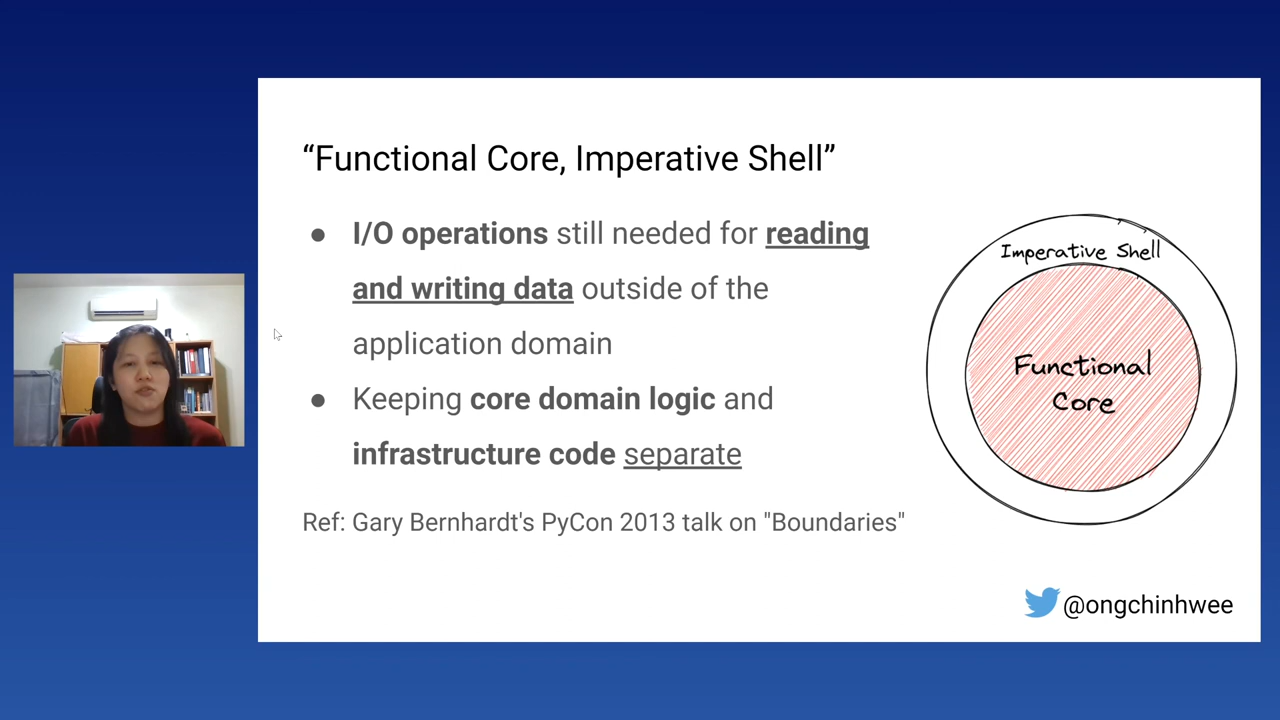 “Functional Core, Imperative Shell”
● I/O operations still needed for reading
and writing data outside of the
application domain
● Keeping core domain logic and
infrastructure code separate
Ref: Gary Bernhardt's PyCon 2013 talk on "Boundaries"
Imperative Shell
Functional
Core
@ongchinhwee